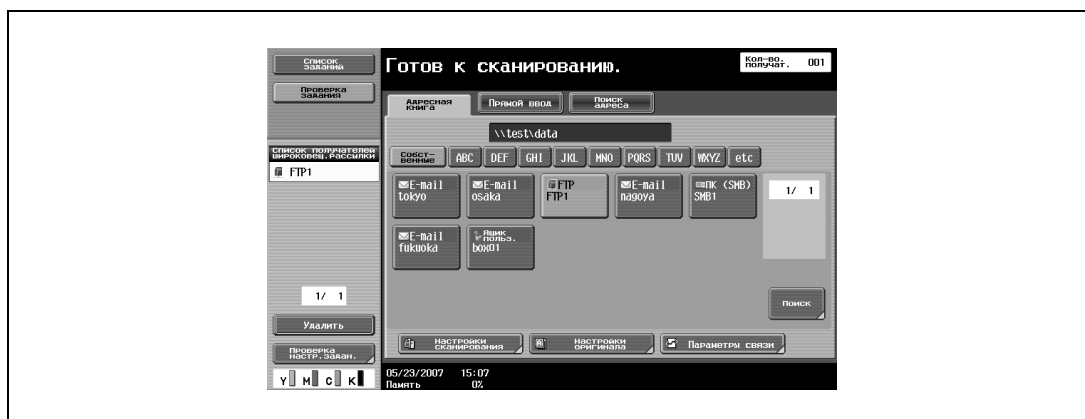 Список
заданий
Проверка
задания
Список получателей
широковещ. рассылки
FTP1
1/ 1
Удалить
Проверка
настр. задан.
Y M C K
Готов к сканированию.
Кол-во.
получат. 001
Адресная
книга
Прямой ввод
Поиск
адреса
\\test\data
Собст-
венные
ABC DEF GHI JKL MNO PQRS TUV WXYZ etc
E-mail
tokyo
E-mail
osaka
FTP
FTP1
E-mail
nagoya
ПК (SMB)
SMB1
1/ 1
E-mail
fukuoka
Ящик
польз.
box01
Поиск
Настройки
сканирования
Настройки
оригинала
Параметры связи
05/23/2007 15:07
Память 0%